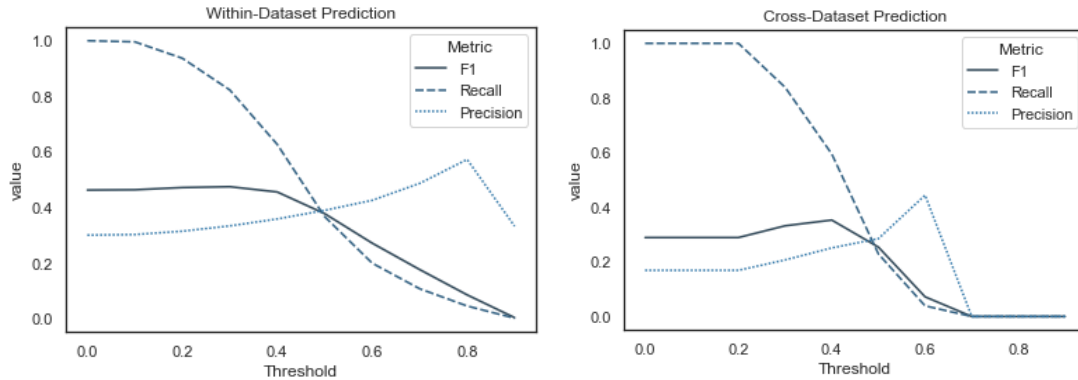 Within-Dataset Prediction
1.0
0.8
0.6
0.4
0.2
0.0
value
0.0 0.2 0.4 0.6 0.8
Threshold
Metric
F1
Recall
Precision
Cross-Dataset Prediction
1.0
0.8
0.6
0.4
0.2
0.0
value
0.0 0.2 0.4 0.6 0.8
Threshold
Metric
F1
Recall
Precision